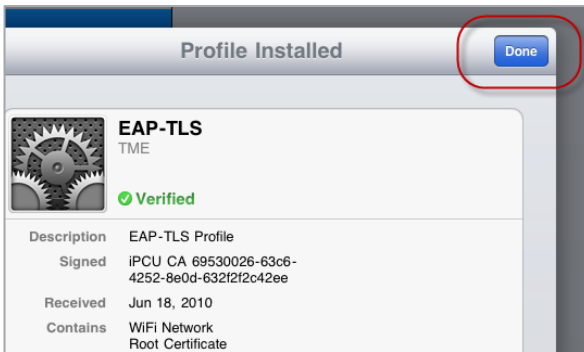 Profile Installed
Done
EAP-TLS
TME
Verified
Description EAP-TLS Profile
Signed iPCU CA 69530026-63c6-
4252-8e0d-632f2f2c42ee
Received Jun 18, 2010
Contains WiFi Network
Root Certificate